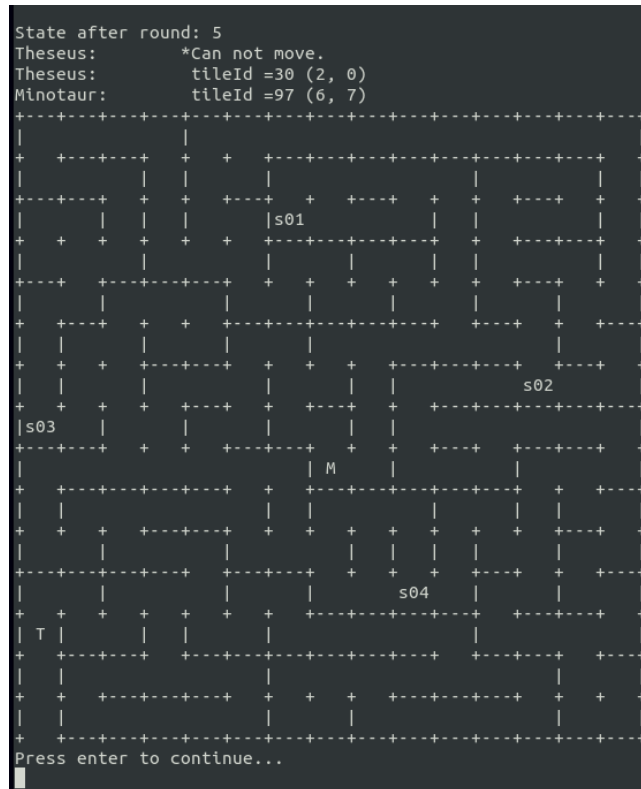 State after round: 5
Theseus: *Can not move.
Theseus: tileId =30 (2, 0)
Minotaur: tileId =97 (6, 7)
s01
s02
s03
M
s04
T
Press enter to continue...